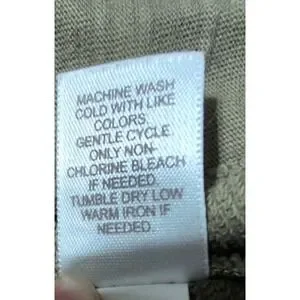 MACHINE WASH
COLD WITH LIKE
COLORS.
GENTLE CYCLE.
ONLY NON-
CHLORINE BLEACH
IF NEEDED.
TUMBLE DRY LOW
WARM IRON IF
NEEDED.